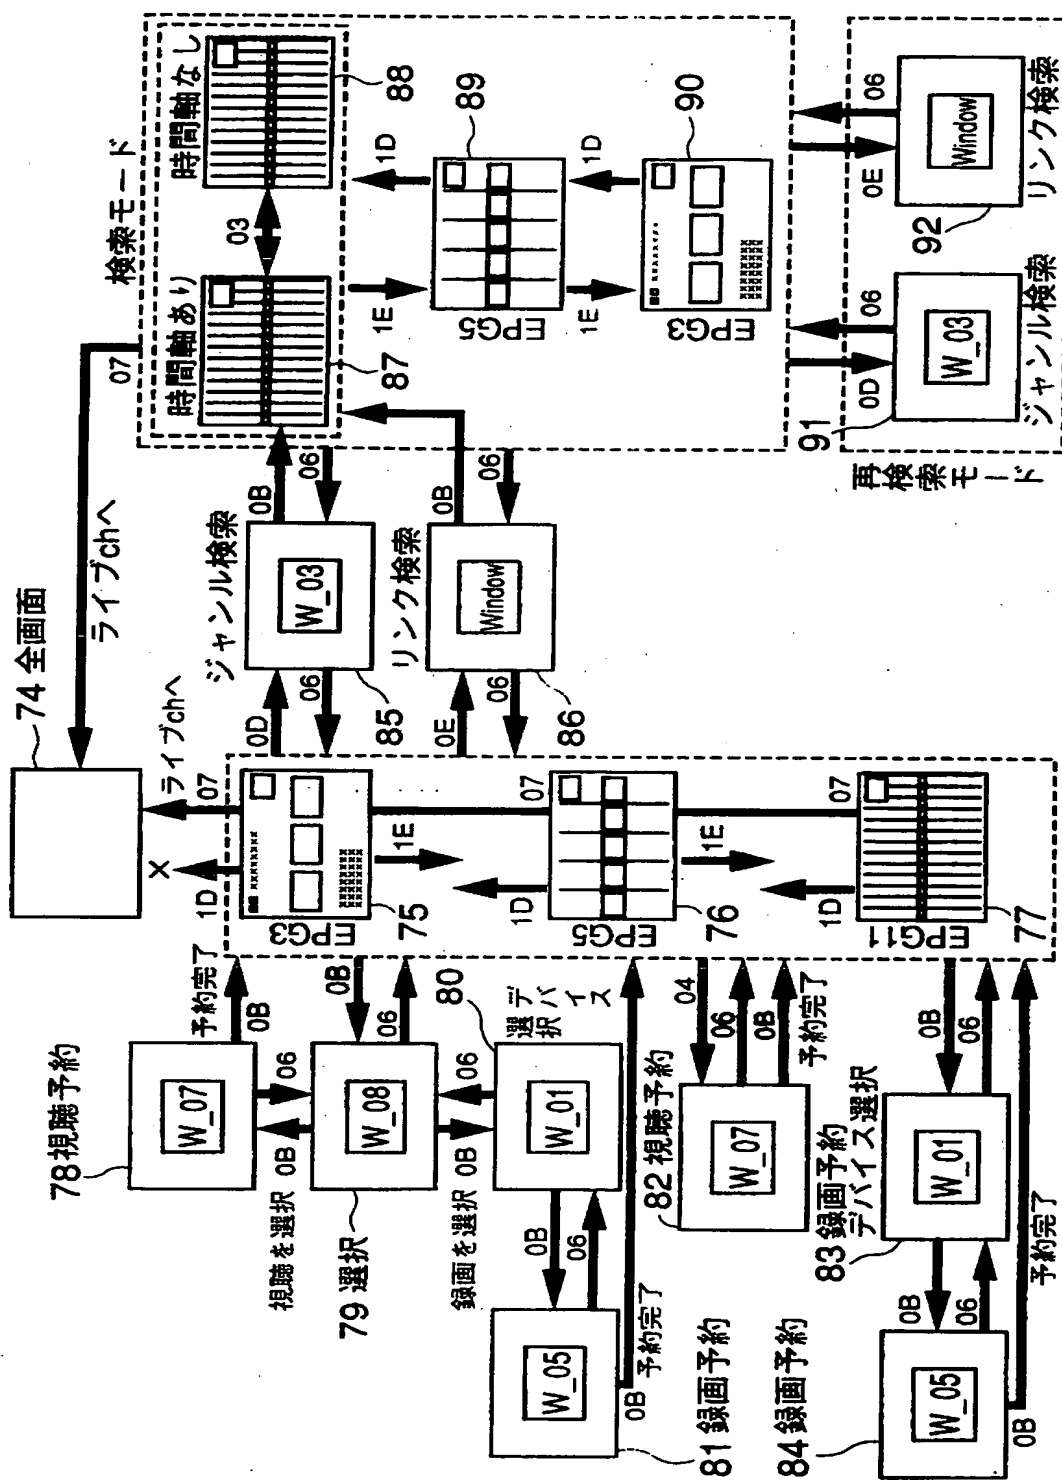 74 全画面
ライブchへ
07
検索モード
時間軸あり
時間軸なし
03
87
88
1E
1D
EPG5
89
1E
1D
EPG3
90
0D
06
0E
06
91
W_03
ジャンル検索
92
Window
リンク検索
再検索モード
ジャンル検索
W_03
85
0D
06
0B
06
リンク検索
Window
86
0E
06
0B
06
ライブchへ
×
1D
07
EPG3
75
1E
1D
07
EPG5
76
1E
1D
07
EPG11
77
78 視聴予約
W_07
予約完了
0B
06
0B
視聴を選択
79 選択
W_08
0B
06
録画を選択
0B
06
80
デバイス
選択
W_01
0B
06
81 録画予約
W_05
0B
予約完了
82 視聴予約
W_07
04
06
0B
予約完了
83 録画予約
デバイス選択
W_01
0B
06
0B
06
84 録画予約
W_05
0B
予約完了